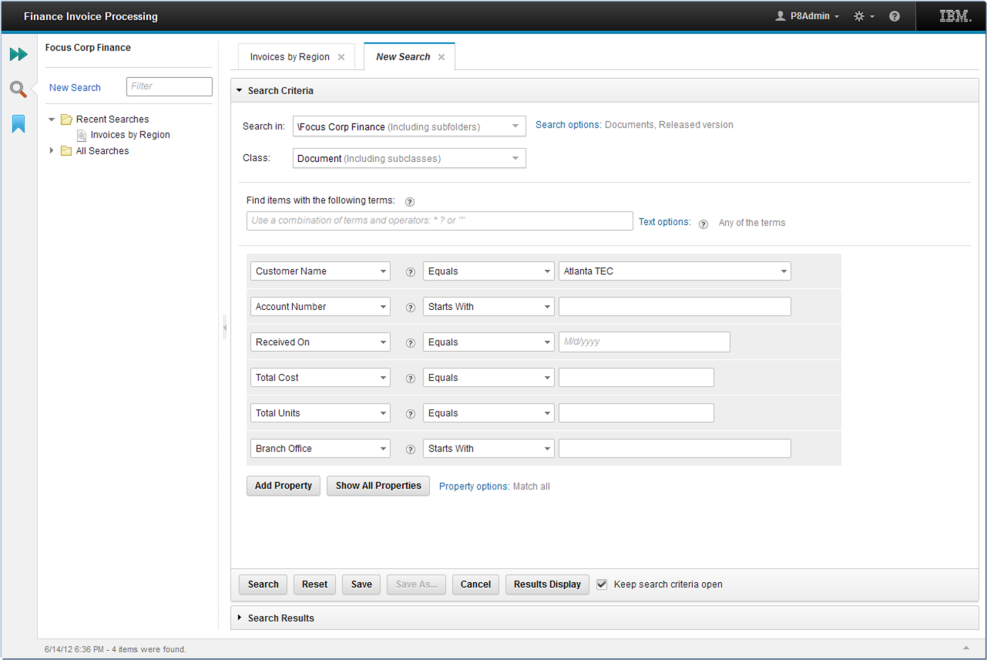 Finance Invoice Processing
P8Admin
IBM.
Focus Corp Finance
New Search
Filter
Recent Searches
Invoices by Region
All Searches
Invoices by Region
New Search
Search Criteria
Search in: \Focus Corp Finance (Including subfolders) Search options: Documents, Released version
Class: Document (Including subclasses)
Find items with the following terms: ?
Use a combination of terms and operators: * ? or "" Text options: ? Any of the terms
Customer Name ? Equals Atlanta TEC
Account Number ? Starts With
Received On ? Equals M/d/yyyy
Total Cost ? Equals
Total Units ? Equals
Branch Office ? Starts With
Add Property Show All Properties Property options: Match all
Search Reset Save Save As... Cancel Results Display Keep search criteria open
Search Results
6/14/12 6:36 PM - 4 items were found.